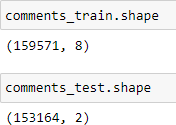 comments_train.shape
(159571, 8)
comments_test.shape
(153164, 2)